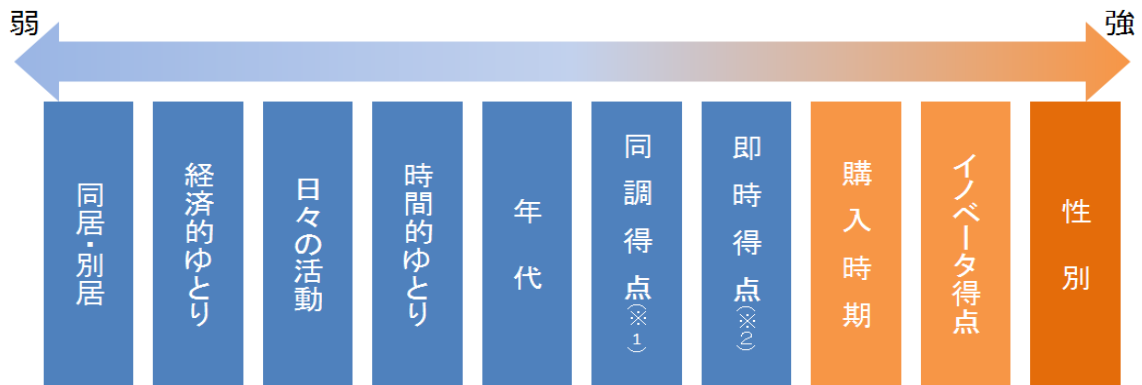 弱
強
同居・別居
経済的ゆとり
日々の活動
時間的ゆとり
年代
同調得点(※1)
即時得点(※2)
購入時期
イノベータ得点
性別